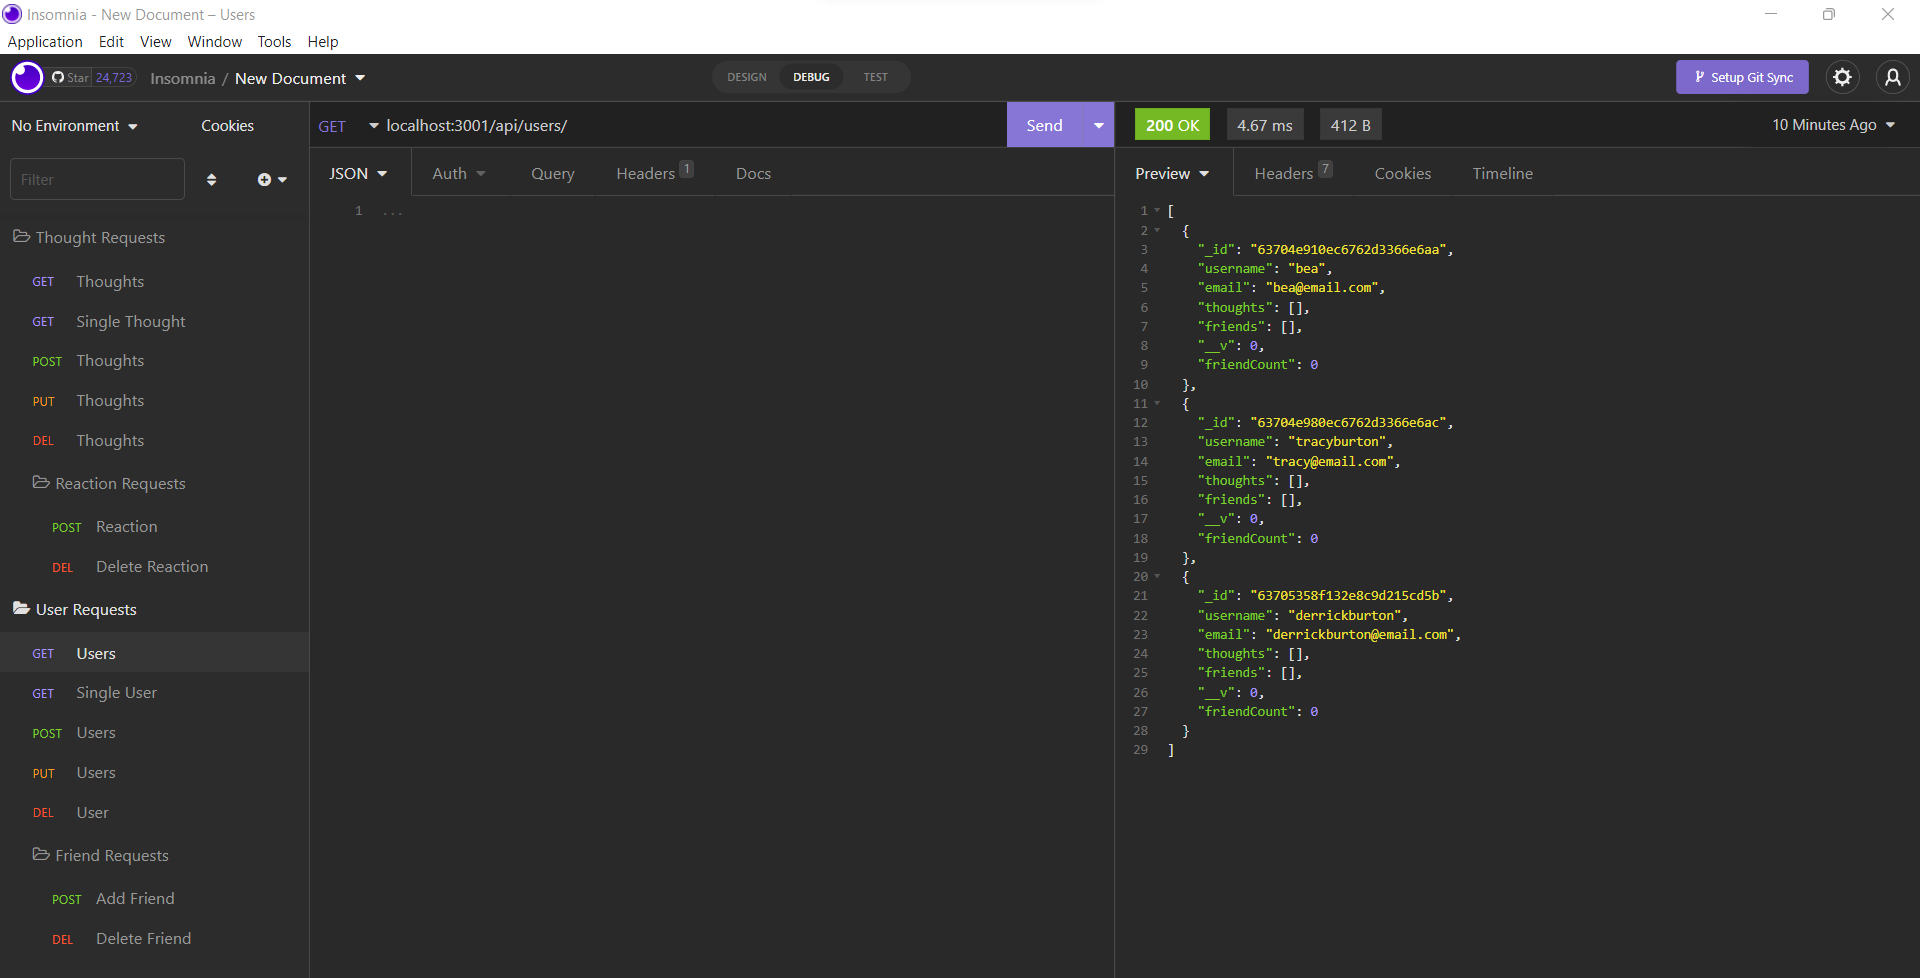 Insomnia - New Document – Users
Application Edit View Window Tools Help
Star 24,723 Insomnia / New Document DESIGN DEBUG TEST Setup Git Sync
No Environment Cookies
Filter
Thought Requests
GET Thoughts
GET Single Thought
POST Thoughts
PUT Thoughts
DEL Thoughts
Reaction Requests
POST Reaction
DEL Delete Reaction
User Requests
GET Users
GET Single User
POST Users
PUT Users
DEL User
Friend Requests
POST Add Friend
DEL Delete Friend
GET localhost:3001/api/users/ Send
JSON Auth Query Headers 1 Docs
1 ...
200 OK 4.67 ms 412 B 10 Minutes Ago
Preview Headers 7 Cookies Timeline
1 [
2 {
3 "_id": "63704e910ec6762d3366e6aa",
4 "username": "bea",
5 "email": "bea@email.com",
6 "thoughts": [],
7 "friends": [],
8 "__v": 0,
9 "friendCount": 0
10 },
11 {
12 "_id": "63704e980ec6762d3366e6ac",
13 "username": "tracyburton",
14 "email": "tracy@email.com",
15 "thoughts": [],
16 "friends": [],
17 "__v": 0,
18 "friendCount": 0
19 },
20 {
21 "_id": "63705358f132e8c9d215cd5b",
22 "username": "derrickburton",
23 "email": "derrickburton@email.com",
24 "thoughts": [],
25 "friends": [],
26 "__v": 0,
27 "friendCount": 0
28 }
29 ]